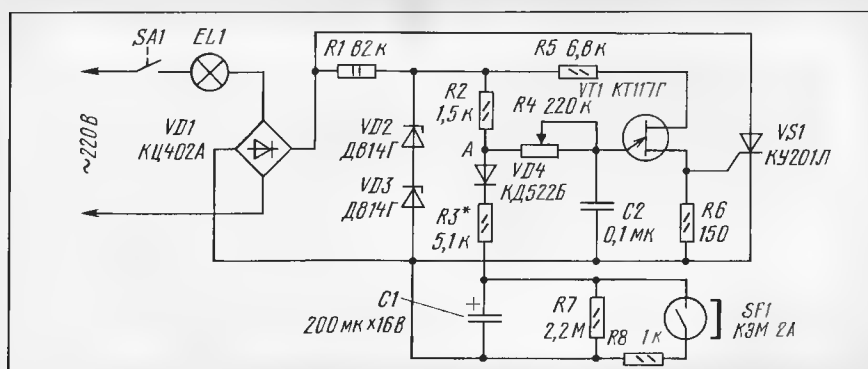 SA1
EL1
~220В
VD1
КЦ402А
R1 82 к
VD2
Д814Г
VD3
Д814Г
R2
1,5 к
A
R5 6,8 к
VT1 КТ117Г
R4 220 к
VD4
КД522Б
R3*
5,1 к
C2
0,1 мк
VS1
КУ201Л
R6
150
C1
+
200 мк×16В
R7
2,2 М
R8 1 к
SF1
КЭМ 2А